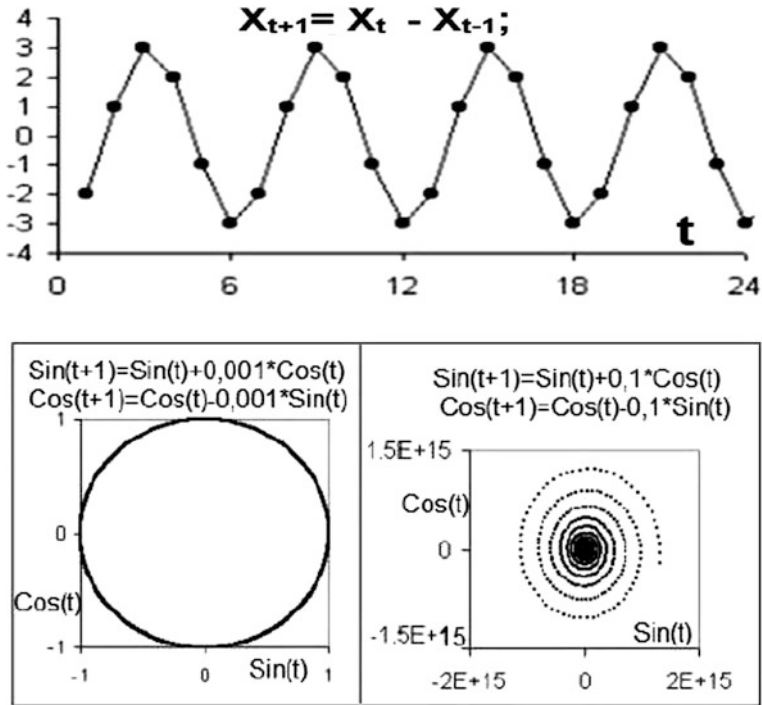 X_{t+1}= X_t - X_{t-1};
4
3
2
1
0
-1
-2
-3
-4
t
0 6 12 18 24
Sin(t+1)=Sin(t)+0,001*Cos(t)
Cos(t+1)=Cos(t)-0,001*Sin(t)
1
0
Cos(t)
-1
Sin(t)
-1 0 1
Sin(t+1)=Sin(t)+0,1*Cos(t)
Cos(t+1)=Cos(t)-0,1*Sin(t)
1.5E+15
Cos(t)
0
-1.5E+15
Sin(t)
-2E+15 0 2E+15